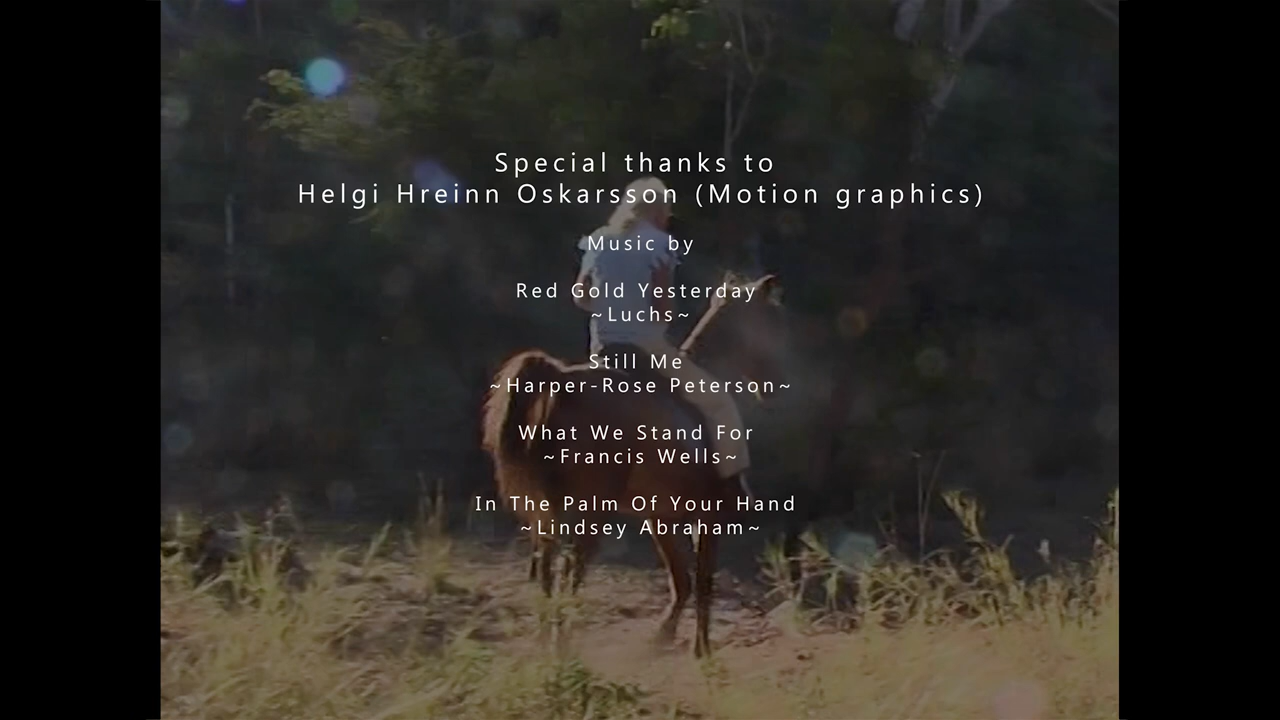 Special thanks to
Helgi Hreinn Oskarsson (Motion graphics)
Music by
Red Gold Yesterday
~Luchs~
Still Me
~Harper-Rose Peterson~
What We Stand For
~Francis Wells~
In The Palm Of Your Hand
~Lindsey Abraham~